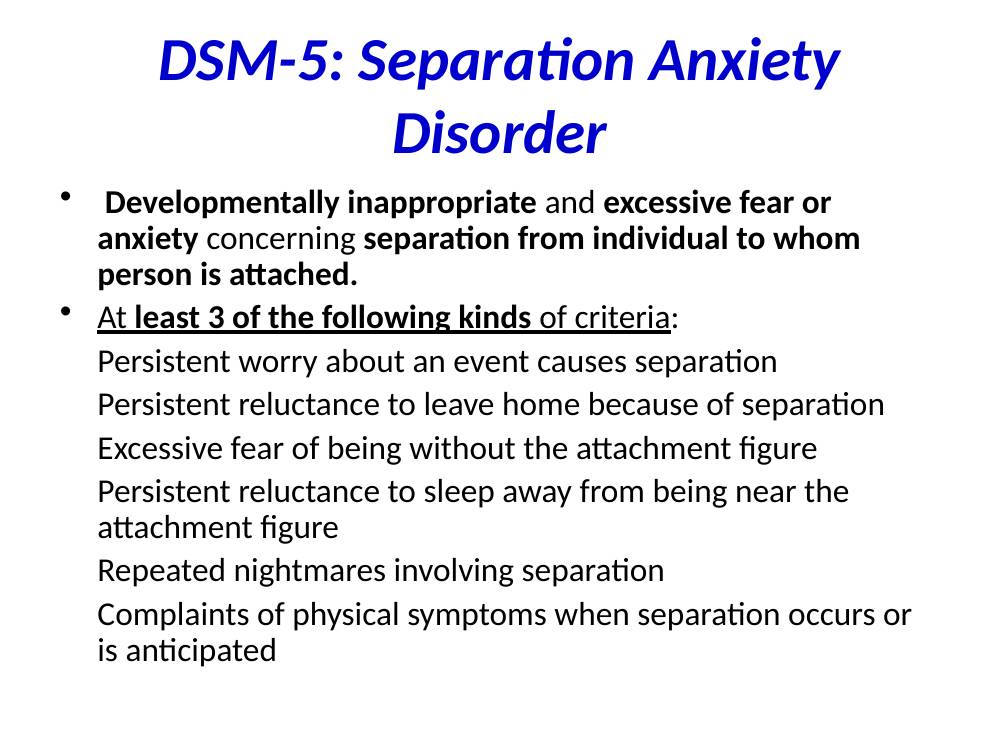 DSM-5: Separation Anxiety
Disorder
• Developmentally inappropriate and excessive fear or
anxiety concerning separation from individual to whom
person is attached.
• At least 3 of the following kinds of criteria:
Persistent worry about an event causes separation
Persistent reluctance to leave home because of separation
Excessive fear of being without the attachment figure
Persistent reluctance to sleep away from being near the
attachment figure
Repeated nightmares involving separation
Complaints of physical symptoms when separation occurs or
is anticipated